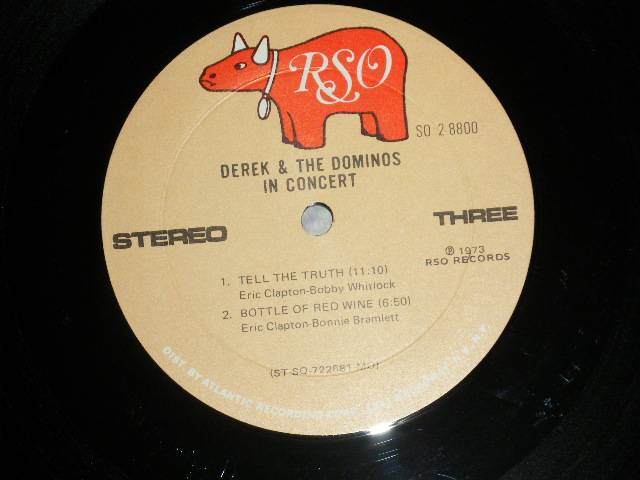 RSO
SO 2 8800
DEREK & THE DOMINOS
IN CONCERT
STEREO
THREE
℗ 1973
RSO RECORDS
1. TELL THE TRUTH (11:10)
Eric Clapton-Bobby Whirlock
2. BOTTLE OF RED WINE (6:50)
Eric Clapton-Bonnie Bramlett
(ST-SO-722681-MO)
DIST. BY ATLANTIC RECORDING BROADWAY N.Y., N.Y.